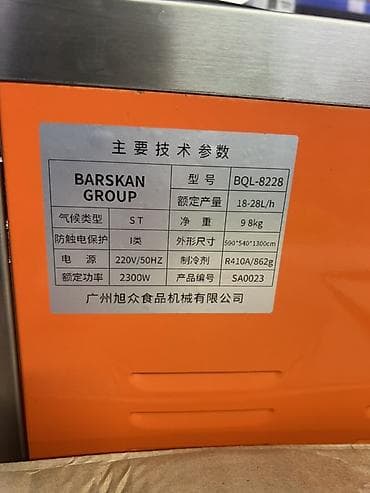 主要技术参数
BARSKAN GROUP 型号 BQL-8228
额定产量 18-28L/h
气候类型 ST 净重 98kg
防触电保护 I类 外形尺寸 590*540*1300cm
电源 220V/50HZ 制冷剂 R410A/862g
额定功率 2300W 产品编号 SA0023
广州旭众食品机械有限公司